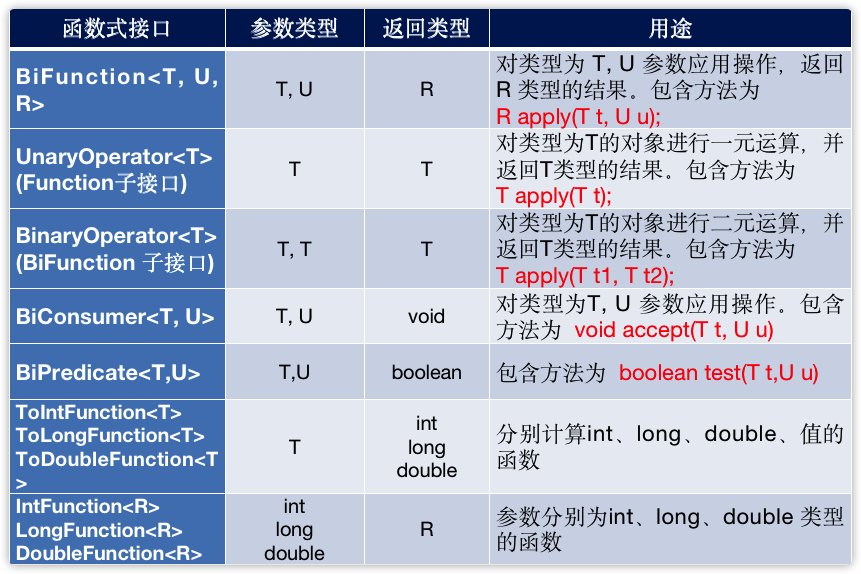 函数式接口 参数类型 返回类型 用途
BiFunction<T, U,
R>
T, U
R
对类型为 T, U 参数应用操作，返回
R 类型的结果。包含方法为
R apply(T t, U u);
UnaryOperator<T>
(Function子接口)
T
T
对类型为T的对象进行一元运算，并
返回T类型的结果。包含方法为
T apply(T t);
BinaryOperator<T>
(BiFunction 子接口)
T, T
T
对类型为T的对象进行二元运算，并
返回T类型的结果。包含方法为
T apply(T t1, T t2);
BiConsumer<T, U>
T, U
void
对类型为T, U 参数应用操作。包含
方法为 void accept(T t, U u)
BiPredicate<T,U>
T,U
boolean
包含方法为 boolean test(T t,U u)
ToIntFunction<T>
ToLongFunction<T>
ToDoubleFunction<T
>
T
int
long
double
分别计算int、long、double、值的
函数
IntFunction<R>
LongFunction<R>
DoubleFunction<R>
int
long
double
R
参数分别为int、long、double 类型
的函数